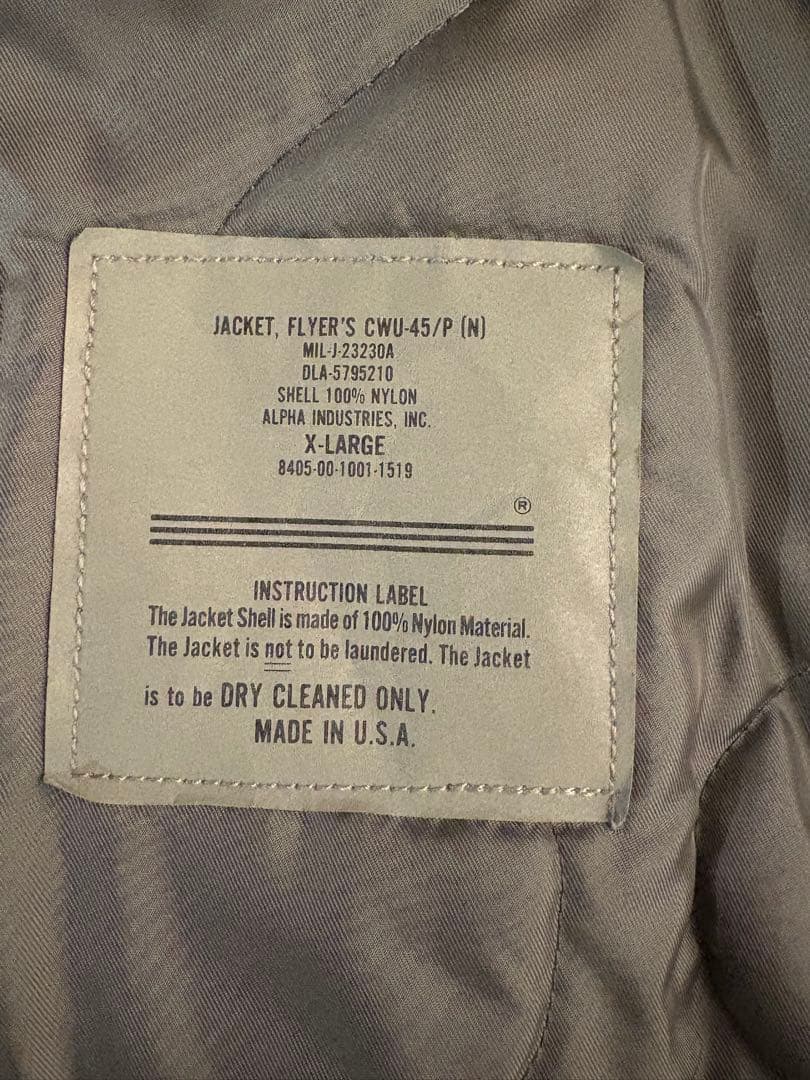 JACKET, FLYER'S CWU-45/P (N)
MIL-J-23230A
DLA-5795210
SHELL 100% NYLON
ALPHA INDUSTRIES, INC.
X-LARGE
8405-00-1001-1519
®
INSTRUCTION LABEL
The Jacket Shell is made of 100% Nylon Material.
The Jacket is not to be laundered. The Jacket
is to be DRY CLEANED ONLY.
MADE IN U.S.A.